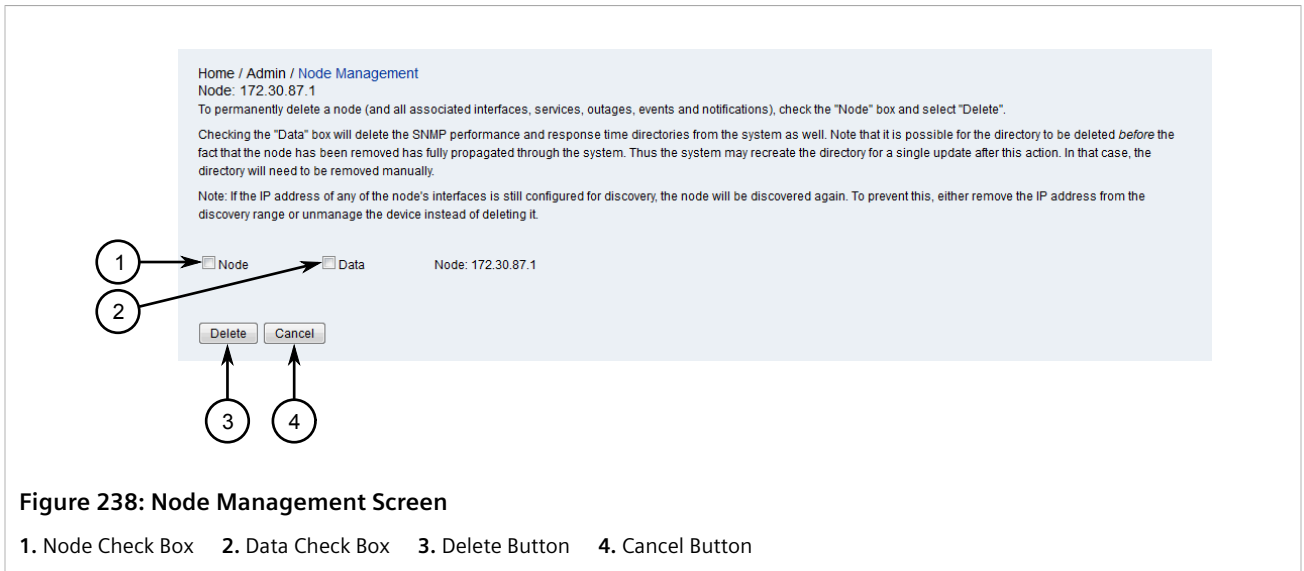 Home / Admin / Node Management
Node: 172.30.87.1
To permanently delete a node (and all associated interfaces, services, outages, events and notifications), check the "Node" box and select "Delete".
Checking the "Data" box will delete the SNMP performance and response time directories from the system as well. Note that it is possible for the directory to be deleted before the
fact that the node has been removed has fully propagated through the system. Thus the system may recreate the directory for a single update after this action. In that case, the
directory will need to be removed manually.
Note: If the IP address of any of the node's interfaces is still configured for discovery, the node will be discovered again. To prevent this, either remove the IP address from the
discovery range or unmanage the device instead of deleting it.
1 Node Data Node: 172.30.87.1
2
Delete Cancel
3 4
Figure 238: Node Management Screen
1. Node Check Box 2. Data Check Box 3. Delete Button 4. Cancel Button